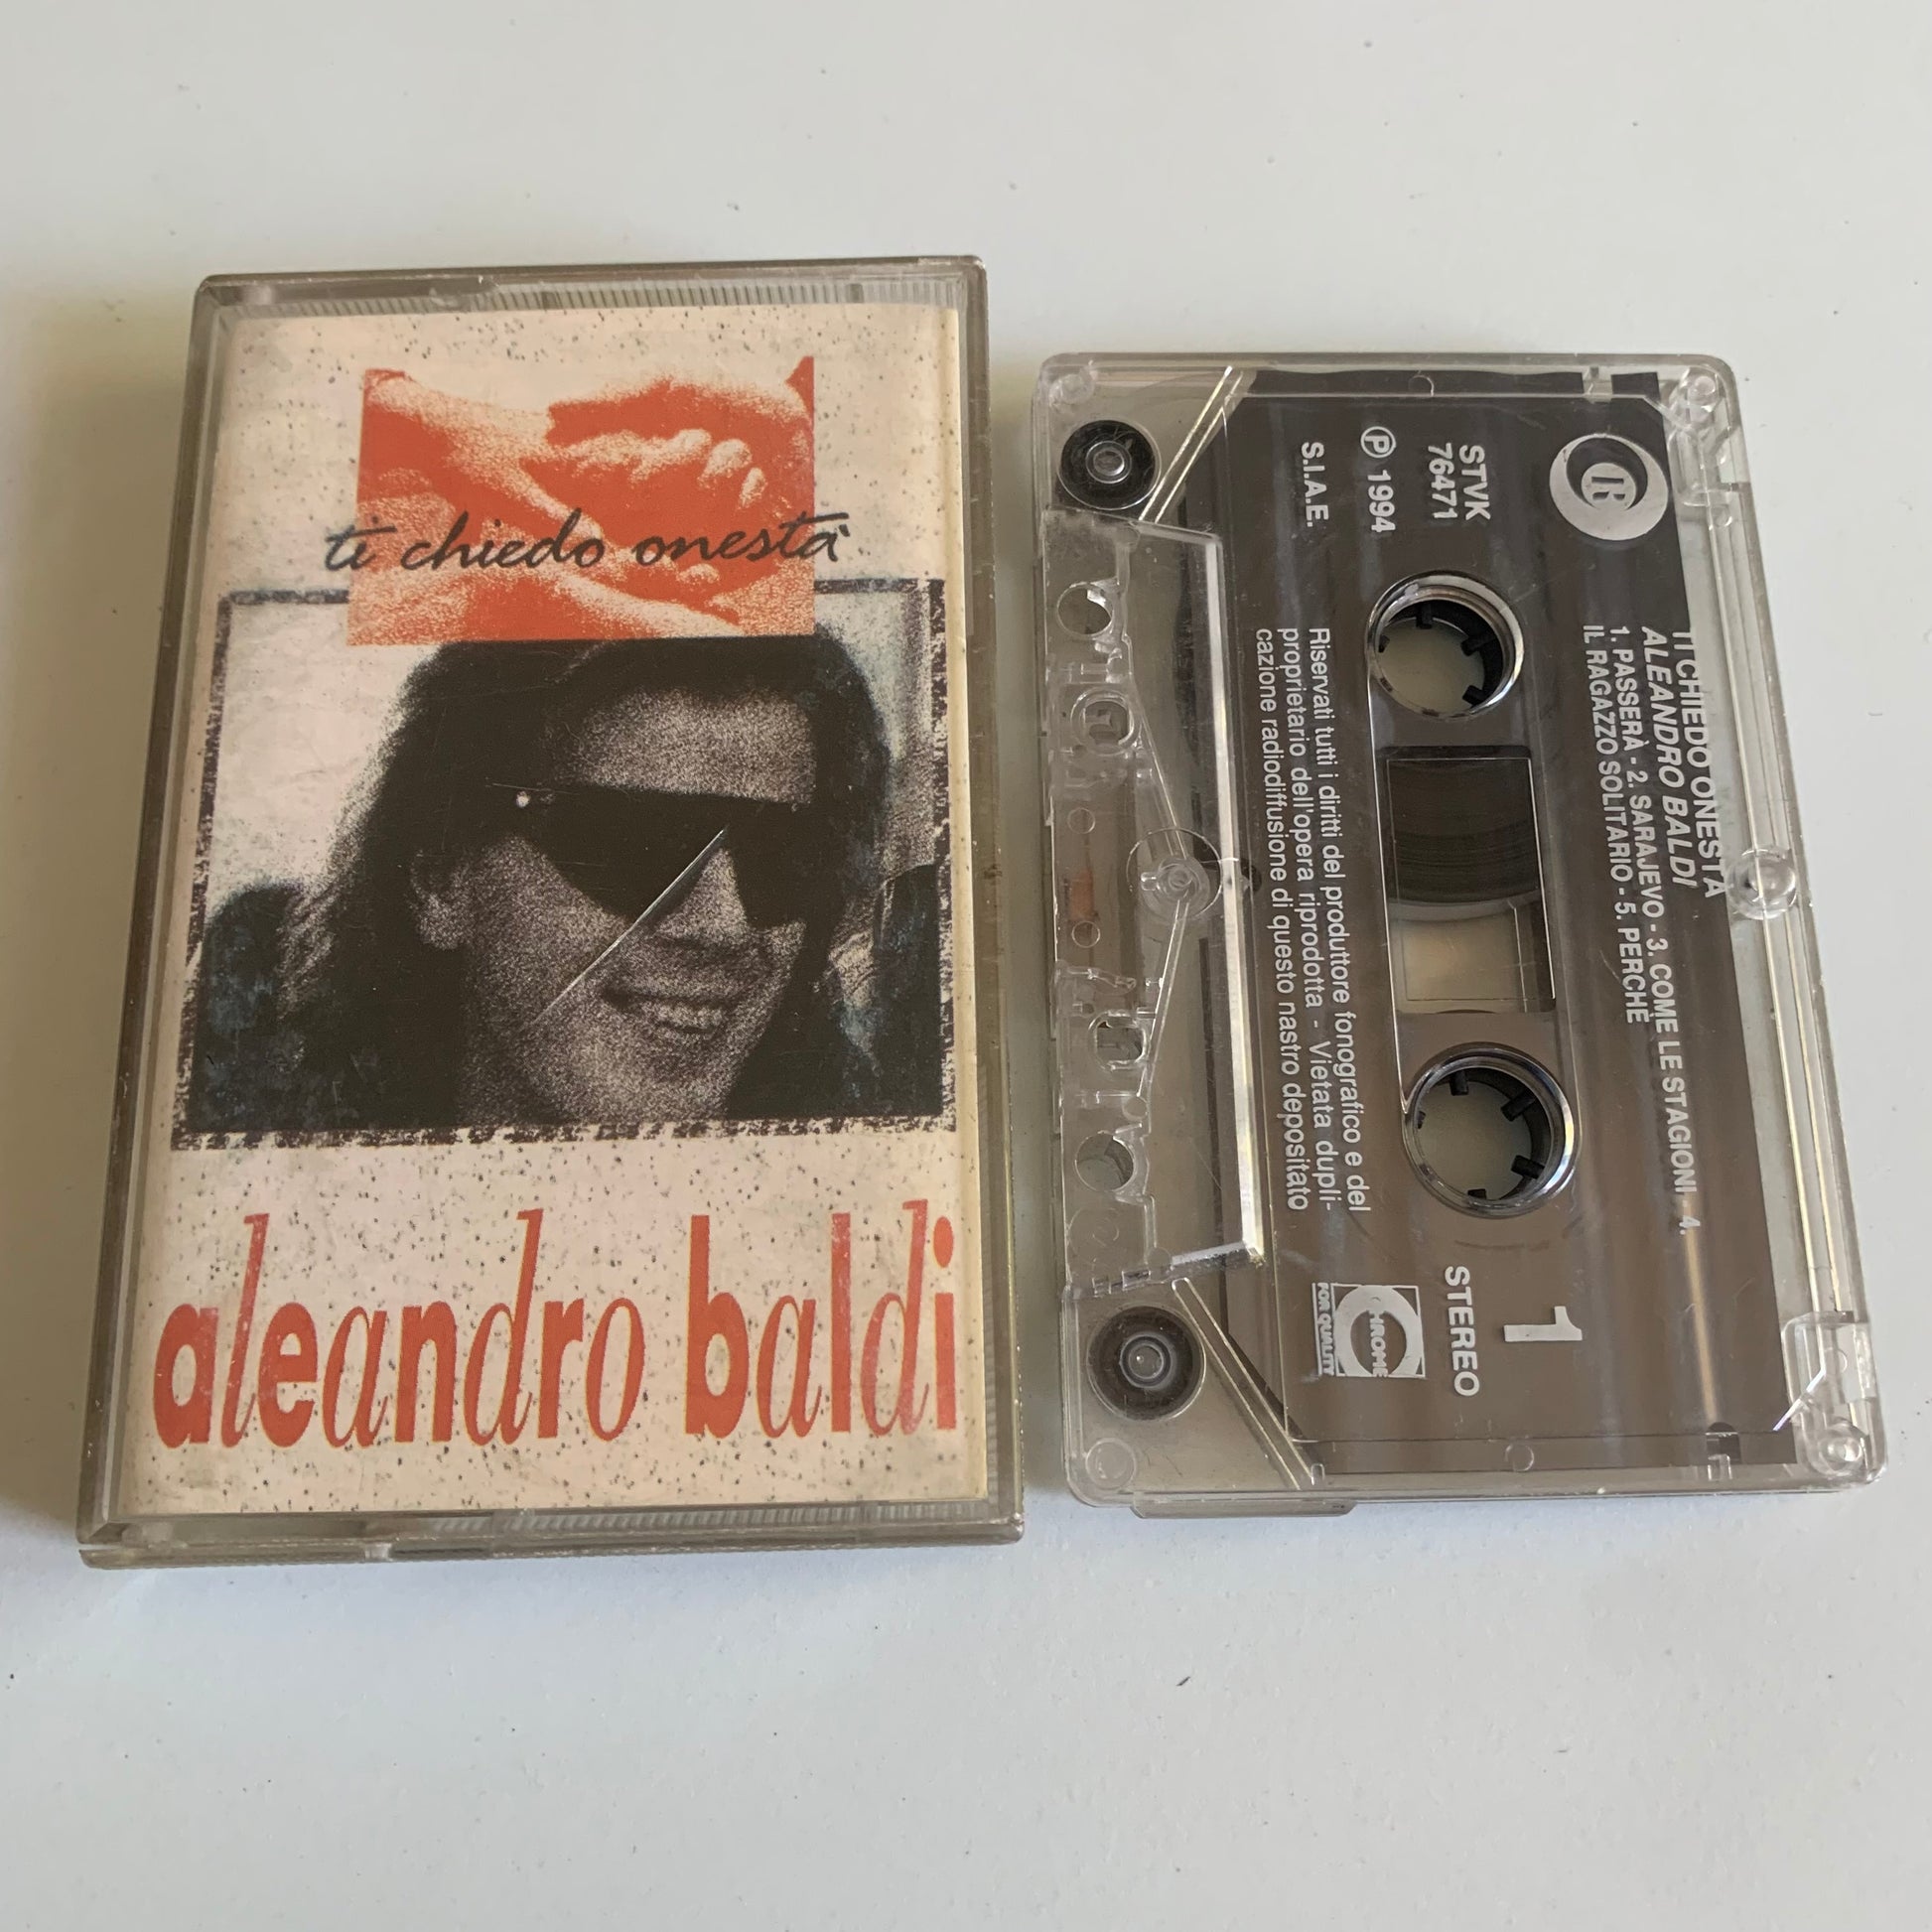 ti chiedo onestà
aleandro baldi
R
STVK
76471
Ⓟ 1994
S.I.A.E.
TI CHIEDO ONESTÀ
ALEANDRO BALDI
1. PASSERÀ - 2. SARAJEVO - 3. COME LE STAGIONI - 4.
IL RAGAZZO SOLITARIO - 5. PERCHÈ
Riservati tutti i diritti del produttore fonografico e del
proprietario dell'opera riprodotta - Vietata dupli-
cazione radiodiffusione di questo nastro depositato
1
STEREO
CHROME
FOR QUALITY